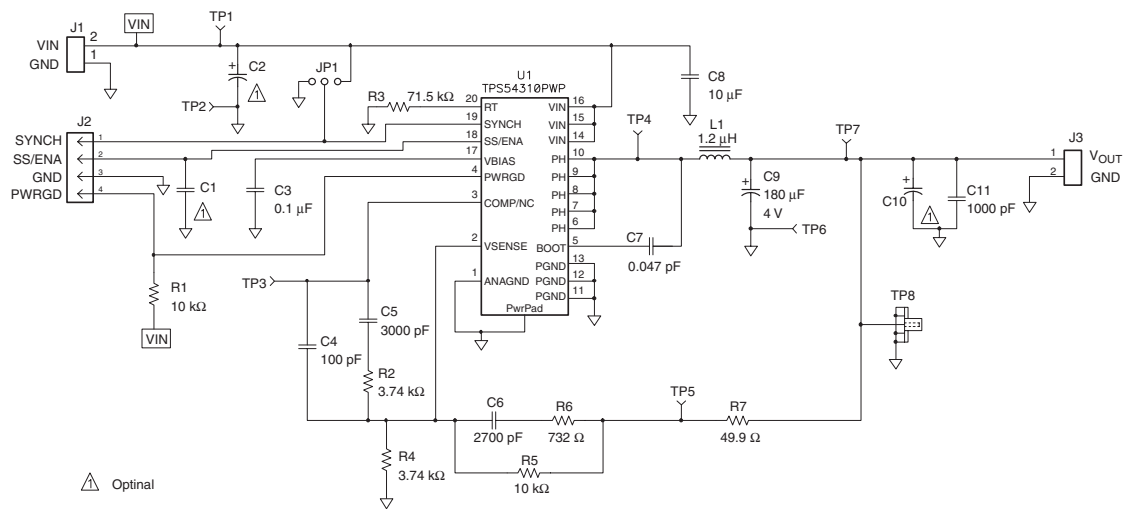 TP1
J1
VIN
VIN
2
GND
1
+
C2
1
TP2
JP1
C8
10 µF
U1
TPS54310PWP
R3
71.5 kΩ
20
RT
VIN
16
19
SYNCH
VIN
15
18
SS/ENA
VIN
14
17
VBIAS
PH
10
4
PWRGD
PH
9
3
COMP/NC
PH
8
PH
7
PH
6
2
VSENSE
BOOT
5
PGND
13
1
ANAGND
PGND
12
PGND
11
PwrPad
J2
SYNCH
1
SS/ENA
2
GND
3
PWRGD
4
C1
1
C3
0.1 µF
TP4
L1
1.2 µH
TP7
J3
1
VOUT
2
GND
+
C9
180 µF
4 V
TP6
+
C10
1
C11
1000 pF
C7
0.047 pF
TP8
R1
10 kΩ
VIN
TP3
C5
3000 pF
C4
100 pF
R2
3.74 kΩ
C6
2700 pF
R6
732 Ω
TP5
R7
49.9 Ω
R5
10 kΩ
R4
3.74 kΩ
1 Optinal